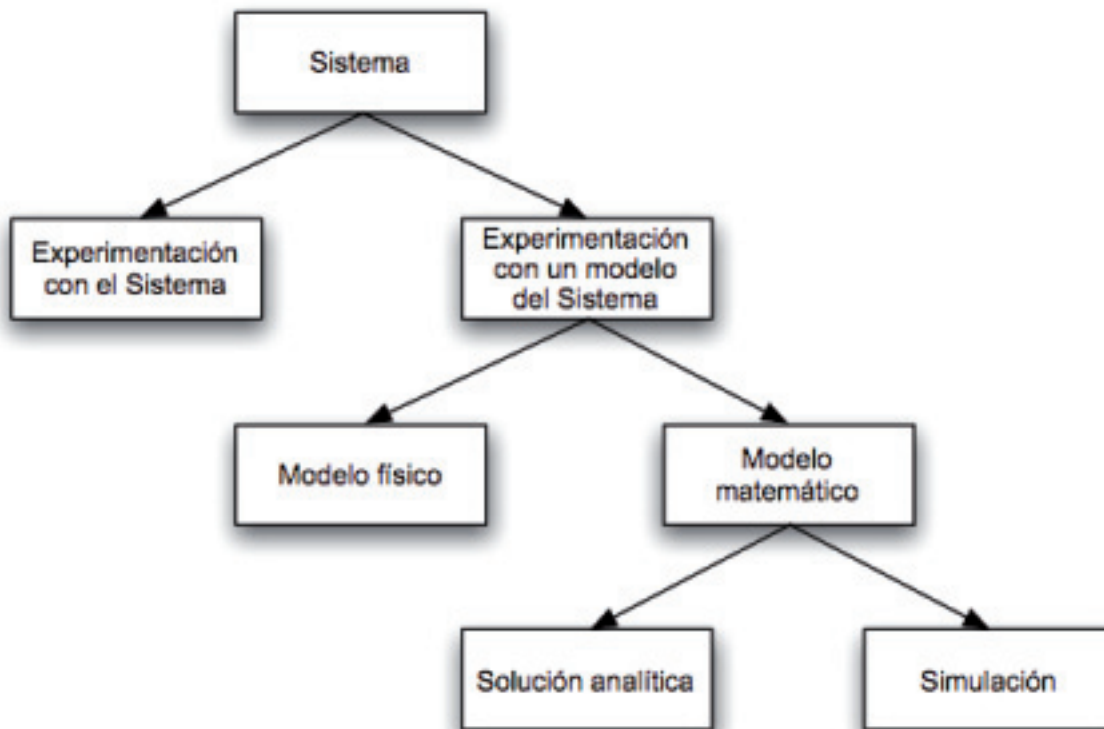 Sistema
Experimentación
con el Sistema
Experimentación
con un modelo
del Sistema
Modelo físico
Modelo
matemático
Solución analítica
Simulación